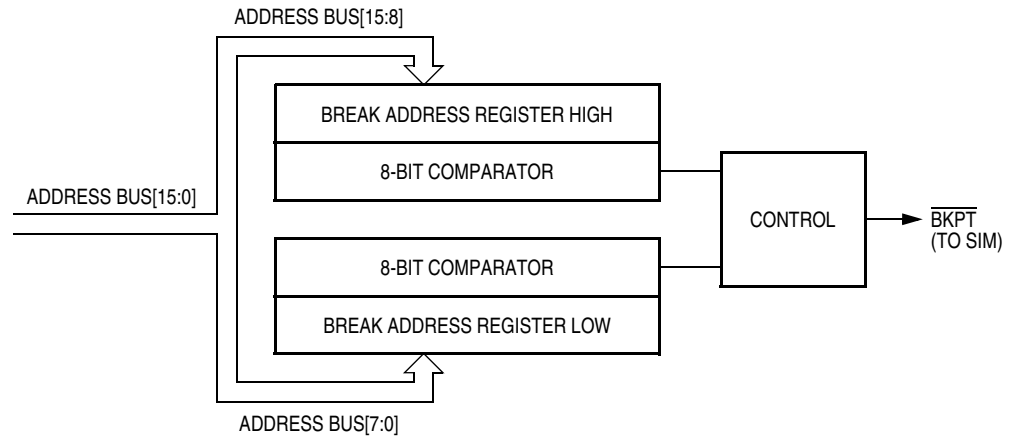 ADDRESS BUS[15:8]
BREAK ADDRESS REGISTER HIGH
8-BIT COMPARATOR
ADDRESS BUS[15:0]
CONTROL
BKPT
(TO SIM)
8-BIT COMPARATOR
BREAK ADDRESS REGISTER LOW
ADDRESS BUS[7:0]